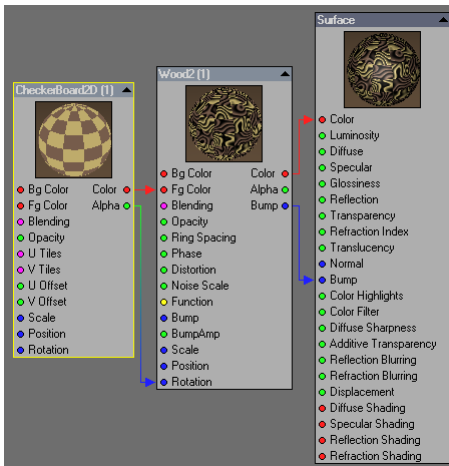 Surface
Wood2 (1)
CheckerBoard2D (1)
Bg Color Color
Fg Color Alpha
Blending
Opacity
U Tiles
V Tiles
U Offset
V Offset
Scale
Position
Rotation
Bg Color Color
Fg Color Alpha
Blending Bump
Opacity
Ring Spacing
Phase
Distortion
Noise Scale
Function
Bump
BumpAmp
Scale
Position
Rotation
Color
Luminosity
Diffuse
Specular
Glossiness
Reflection
Transparency
Refraction Index
Translucency
Normal
Bump
Color Highlights
Color Filter
Diffuse Sharpness
Additive Transparency
Reflection Blurring
Refraction Blurring
Displacement
Diffuse Shading
Specular Shading
Reflection Shading
Refraction Shading